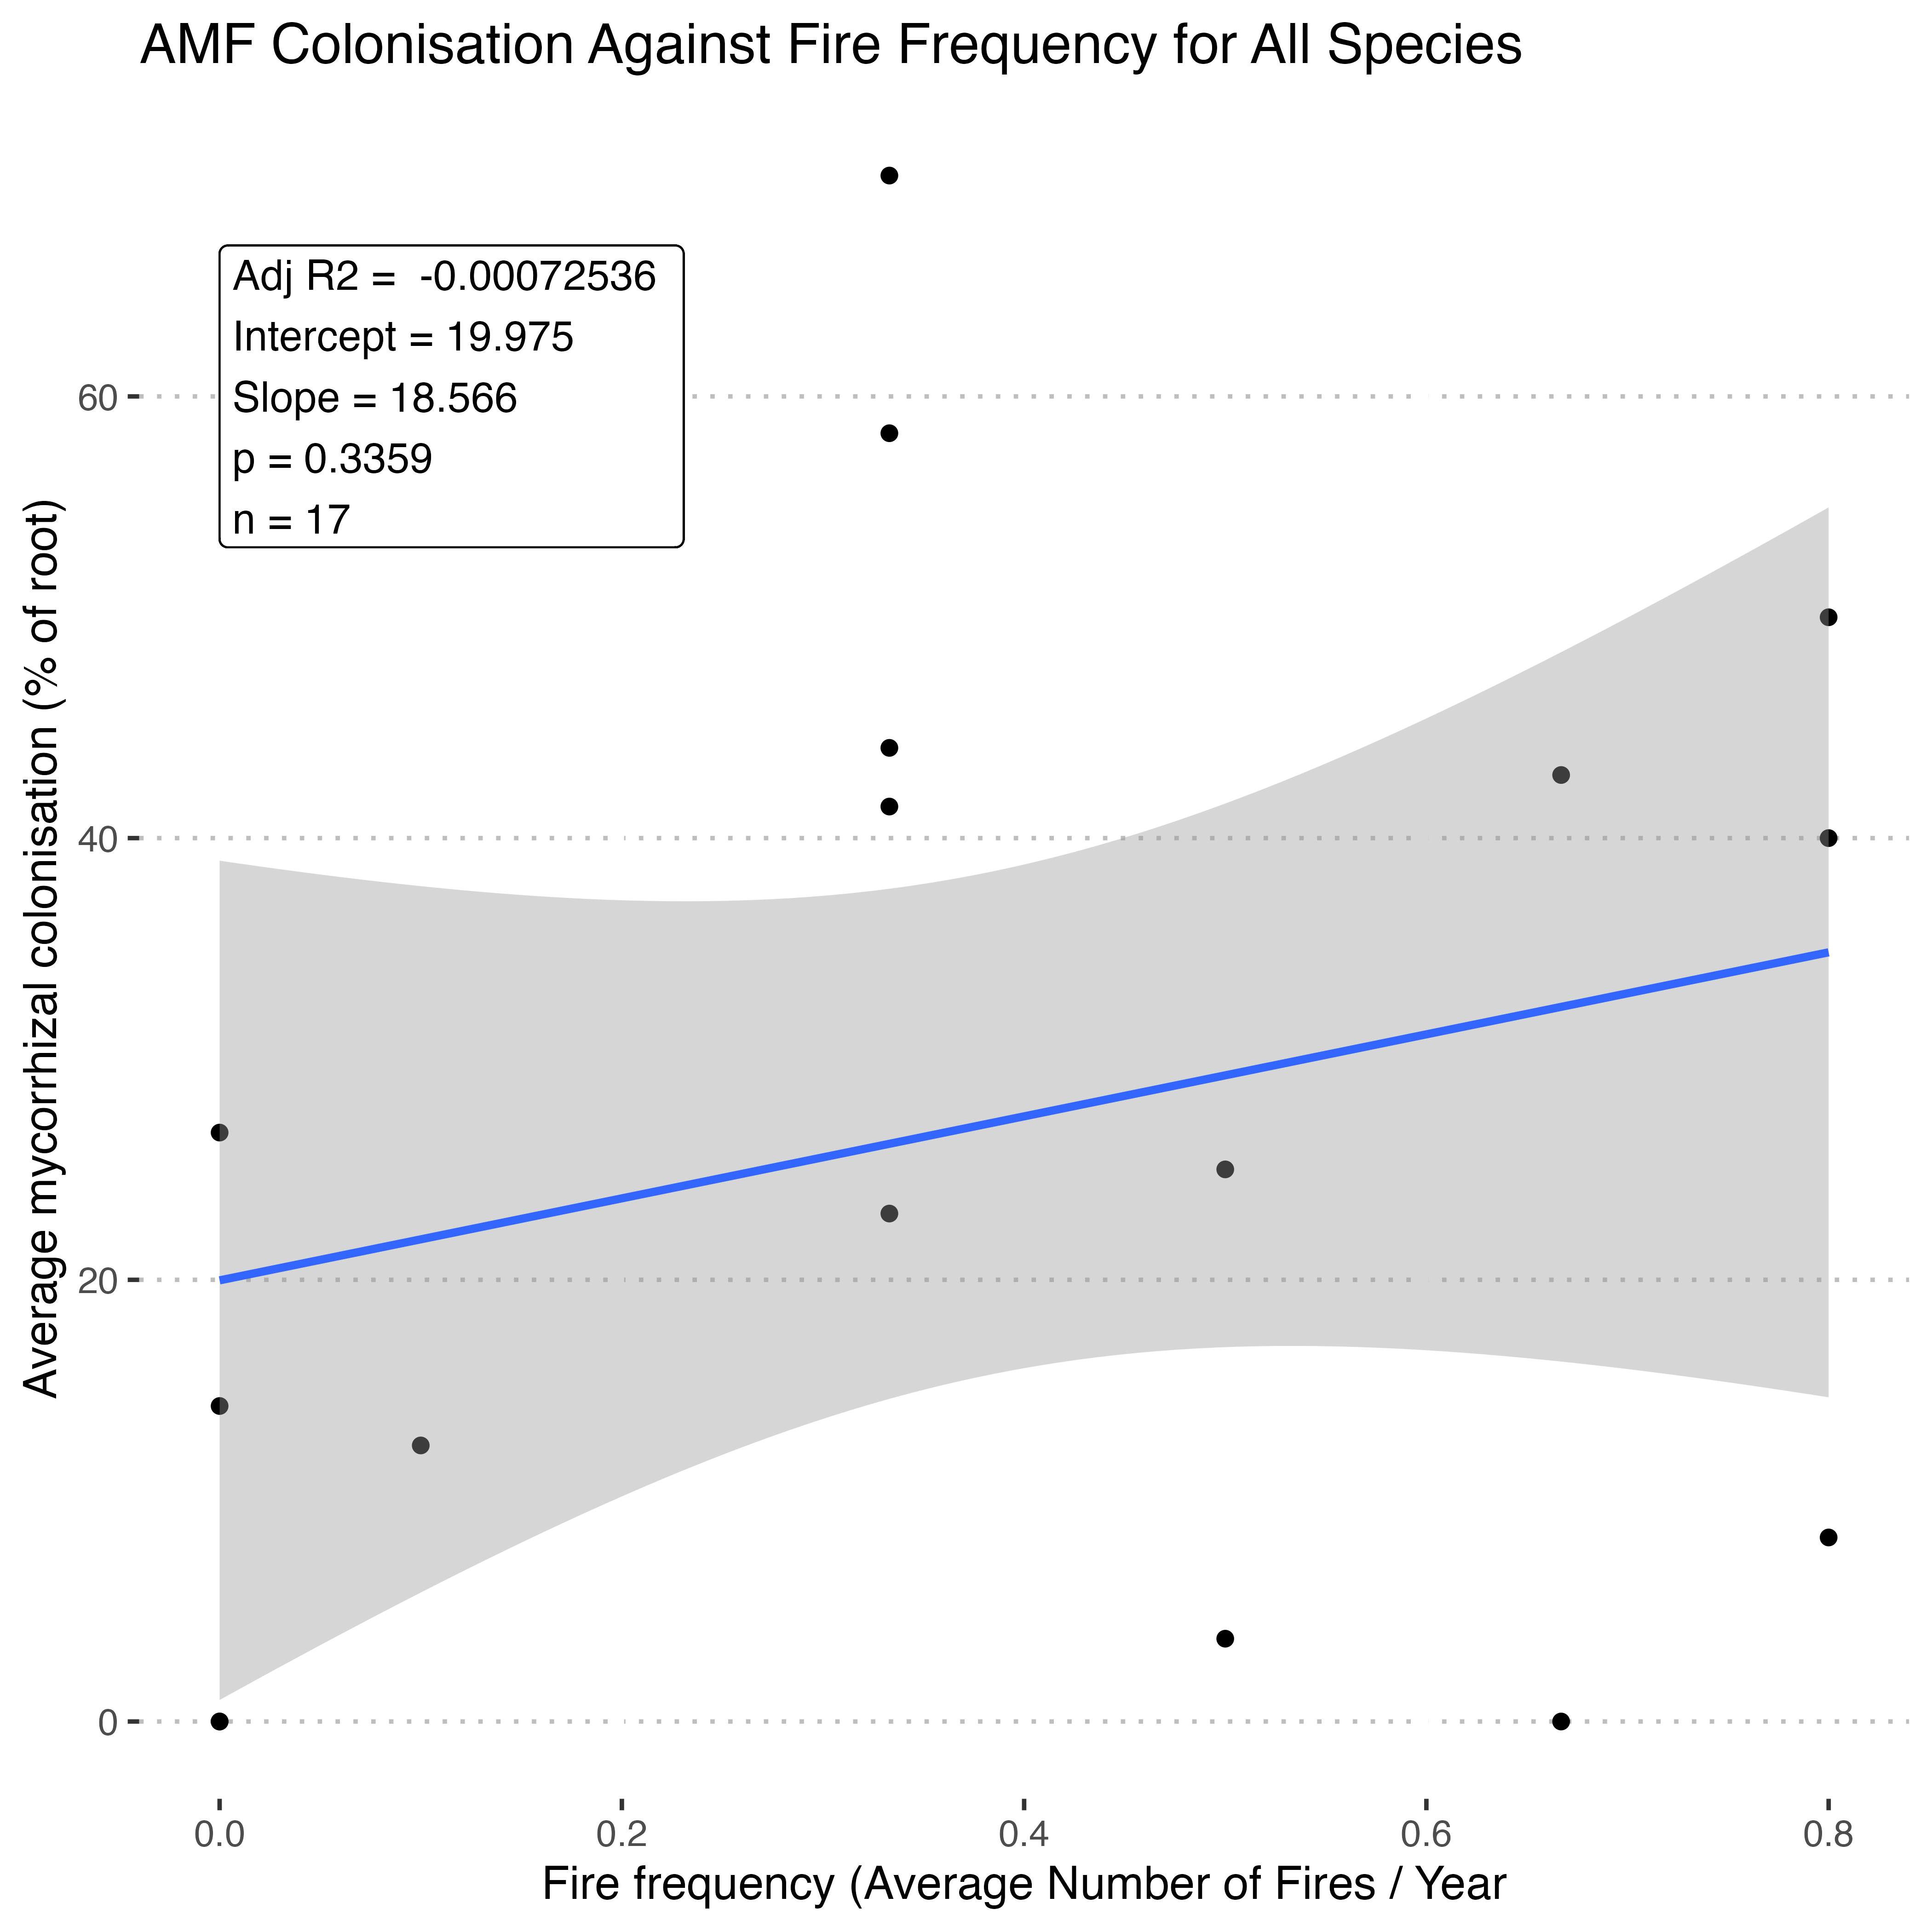 AMF Colonisation Against Fire Frequency for All Species
Adj R2 =  -0.00072536
Intercept = 19.975
Slope = 18.566
p = 0.3359
n = 17
Average mycorrhizal colonisation (% of root)
60
40
20
0
0.0 0.2 0.4 0.6 0.8
Fire frequency (Average Number of Fires / Year